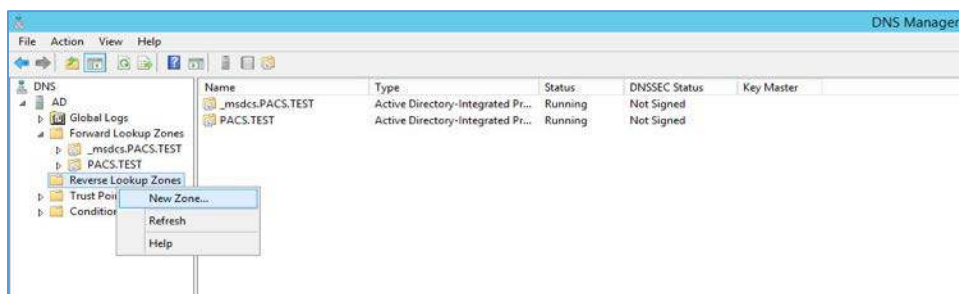 DNS Manager
File Action View Help
DNS
AD
Global Logs
Forward Lookup Zones
_msdcs.PACS.TEST
PACS.TEST
Reverse Lookup Zones
Trust Poi
Condition
New Zone...
Refresh
Help
Name Type Status DNSSEC Status Key Master
_msdcs.PACS.TEST Active Directory-Integrated Pr... Running Not Signed
PACS.TEST Active Directory-Integrated Pr... Running Not Signed